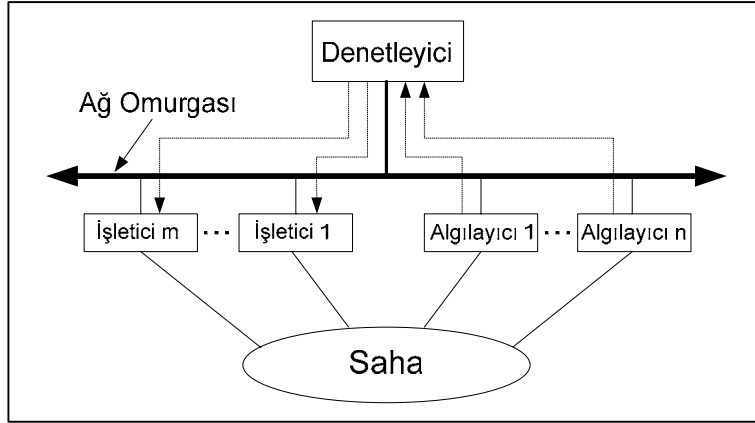 Denetleyici
Ağ Omurgası
İşletici m ... İşletici 1 Algılayıcı 1 ... Algılayıcı n
Saha